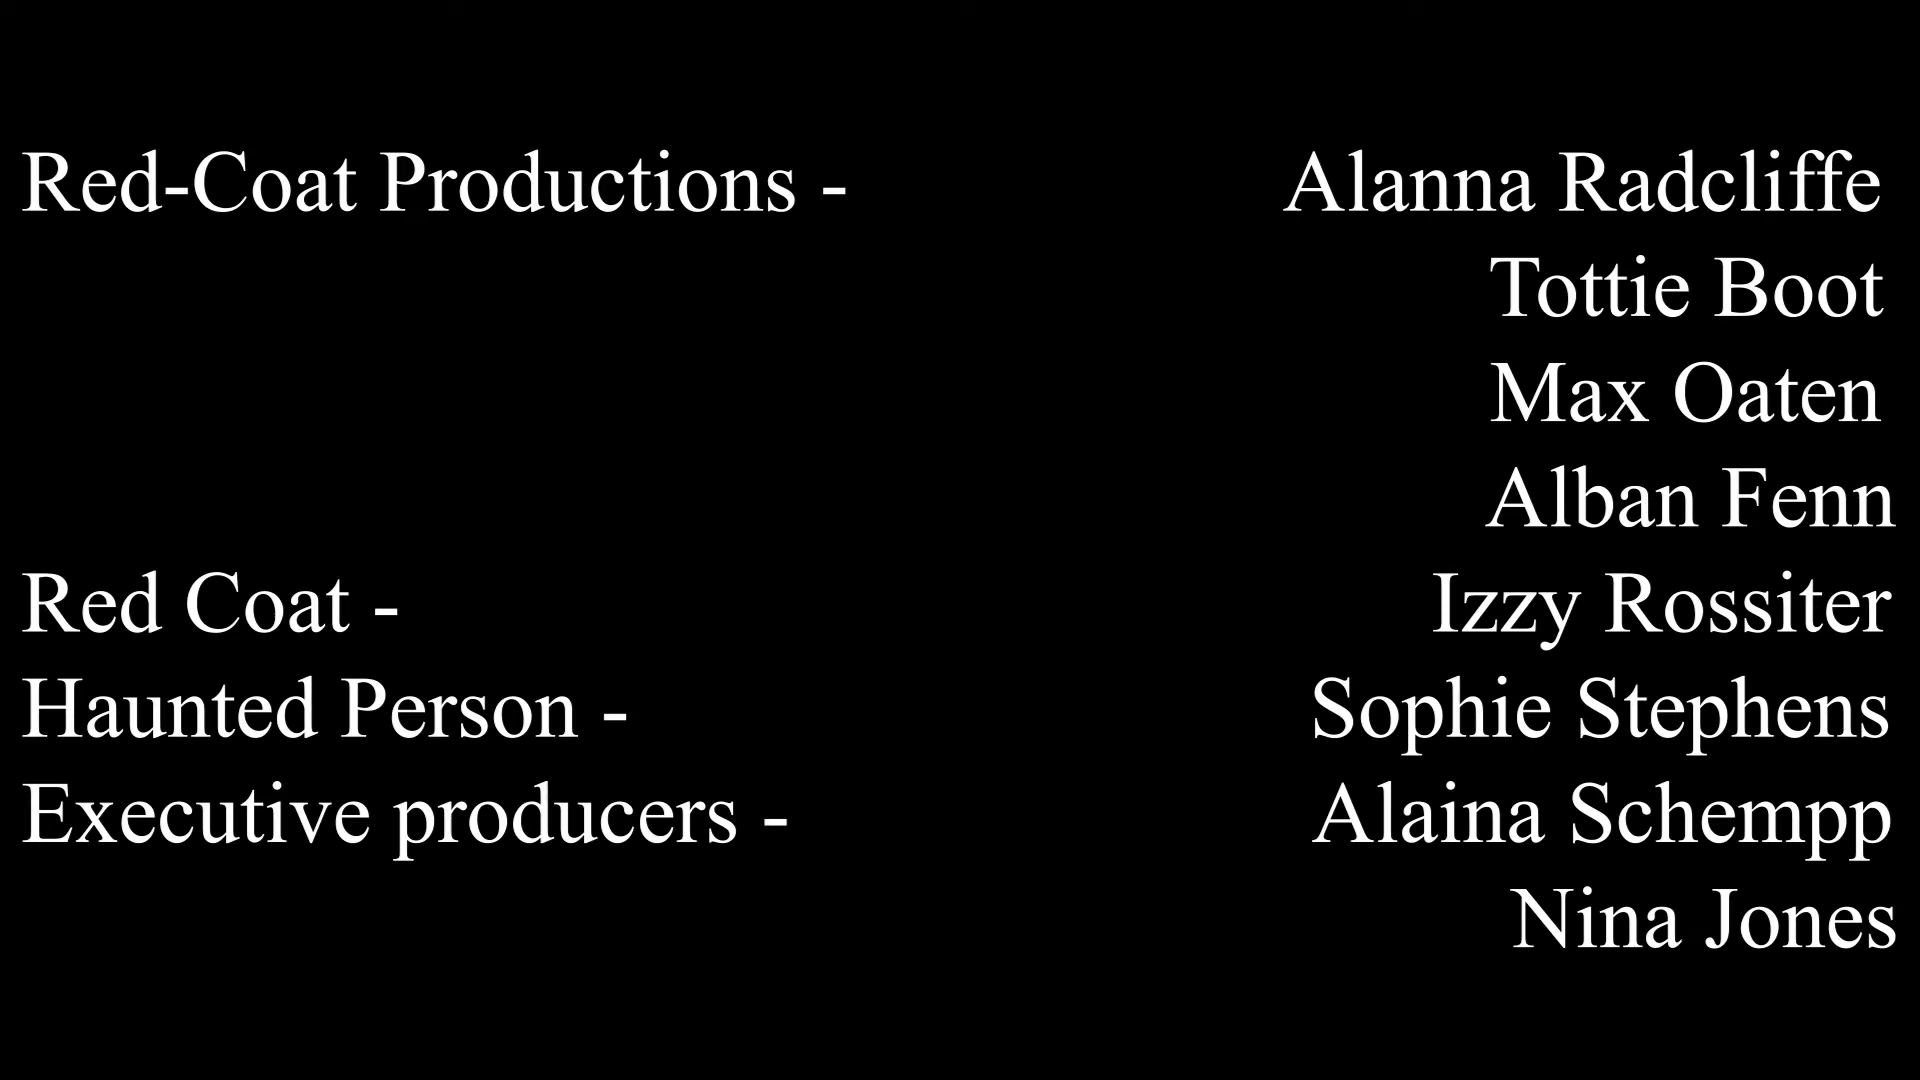 Red-Coat Productions - Alanna Radcliffe
Tottie Boot
Max Oaten
Alban Fenn
Red Coat - Izzy Rossiter
Haunted Person - Sophie Stephens
Executive producers - Alaina Schempp
Nina Jones